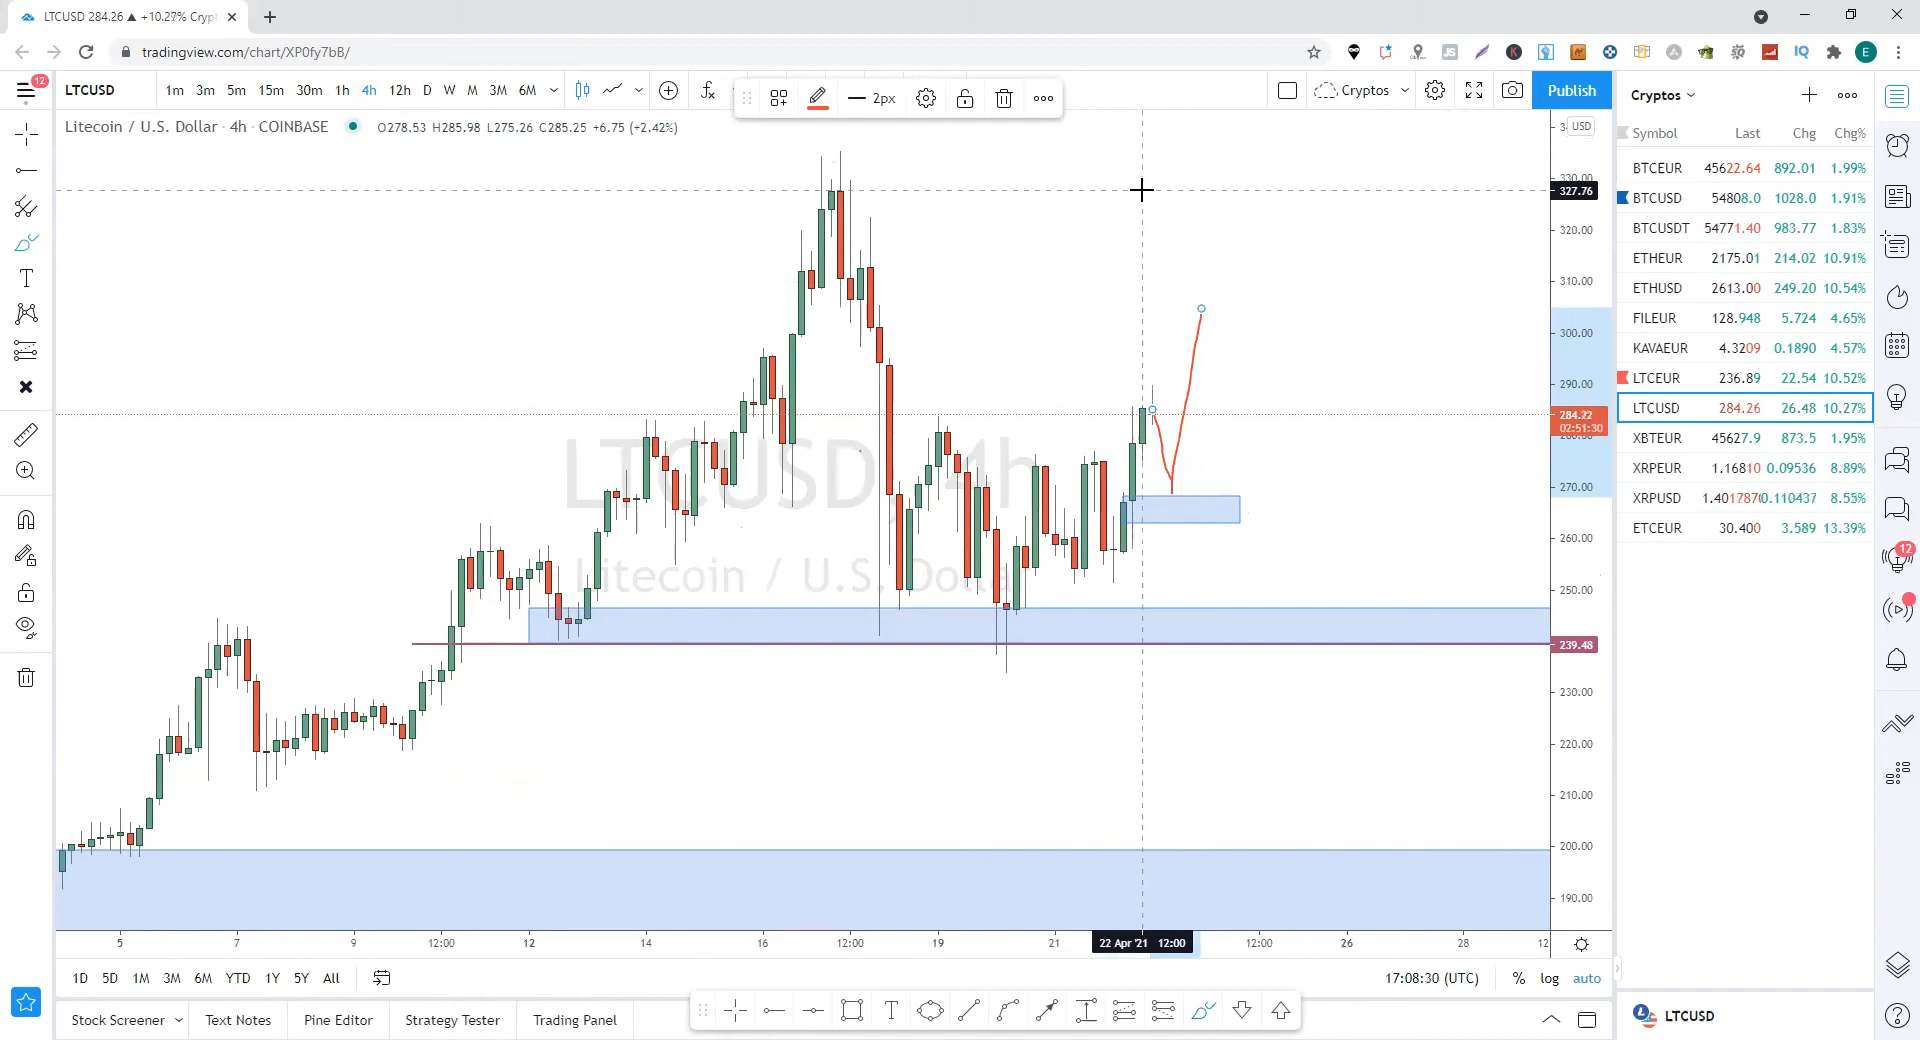 LTCUSD 284.26 ▲ +10.27% Crypt
tradingview.com/chart/XP0fy7bB/
12
LTCUSD 1m 3m 5m 15m 30m 1h 4h 12h D W M 3M 6M
2px
Cryptos
Publish
Litecoin / U.S. Dollar · 4h · COINBASE O278.53 H285.98 L275.26 C285.25 +6.75 (+2.42%)
USD
330.00
327.76
320.00
310.00
300.00
290.00
284.22
02:51:30
280.00
270.00
260.00
250.00
239.48
230.00
220.00
210.00
200.00
190.00
LTCUSD, 4h
Litecoin / U.S. Dolla
5 7 9 12:00 12 14 16 12:00 19 21 22 Apr '21 12:00 12:00 26 28 12
1D 5D 1M 3M 6M YTD 1Y 5Y All
17:08:30 (UTC) % log auto
Stock Screener Text Notes Pine Editor Strategy Tester Trading Panel
Cryptos
Symbol Last Chg Chg%
BTCEUR 45622.64 892.01 1.99%
BTCUSD 54808.0 1028.0 1.91%
BTCUSDT 54771.40 983.77 1.83%
ETHEUR 2175.01 214.02 10.91%
ETHUSD 2613.00 249.20 10.54%
FILEUR 128.948 5.724 4.65%
KAVAEUR 4.3209 0.1890 4.57%
LTCEUR 236.89 22.54 10.52%
LTCUSD 284.26 26.48 10.27%
XBTEUR 45627.9 873.5 1.95%
XRPEUR 1.16810 0.09536 8.89%
XRPUSD 1.401787 0.110437 8.55%
ETCEUR 30.400 3.589 13.39%
12
LTCUSD
E